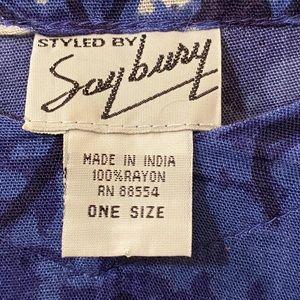 STYLED BY
Saybury
MADE IN INDIA
100%RAYON
RN 88554
ONE SIZE